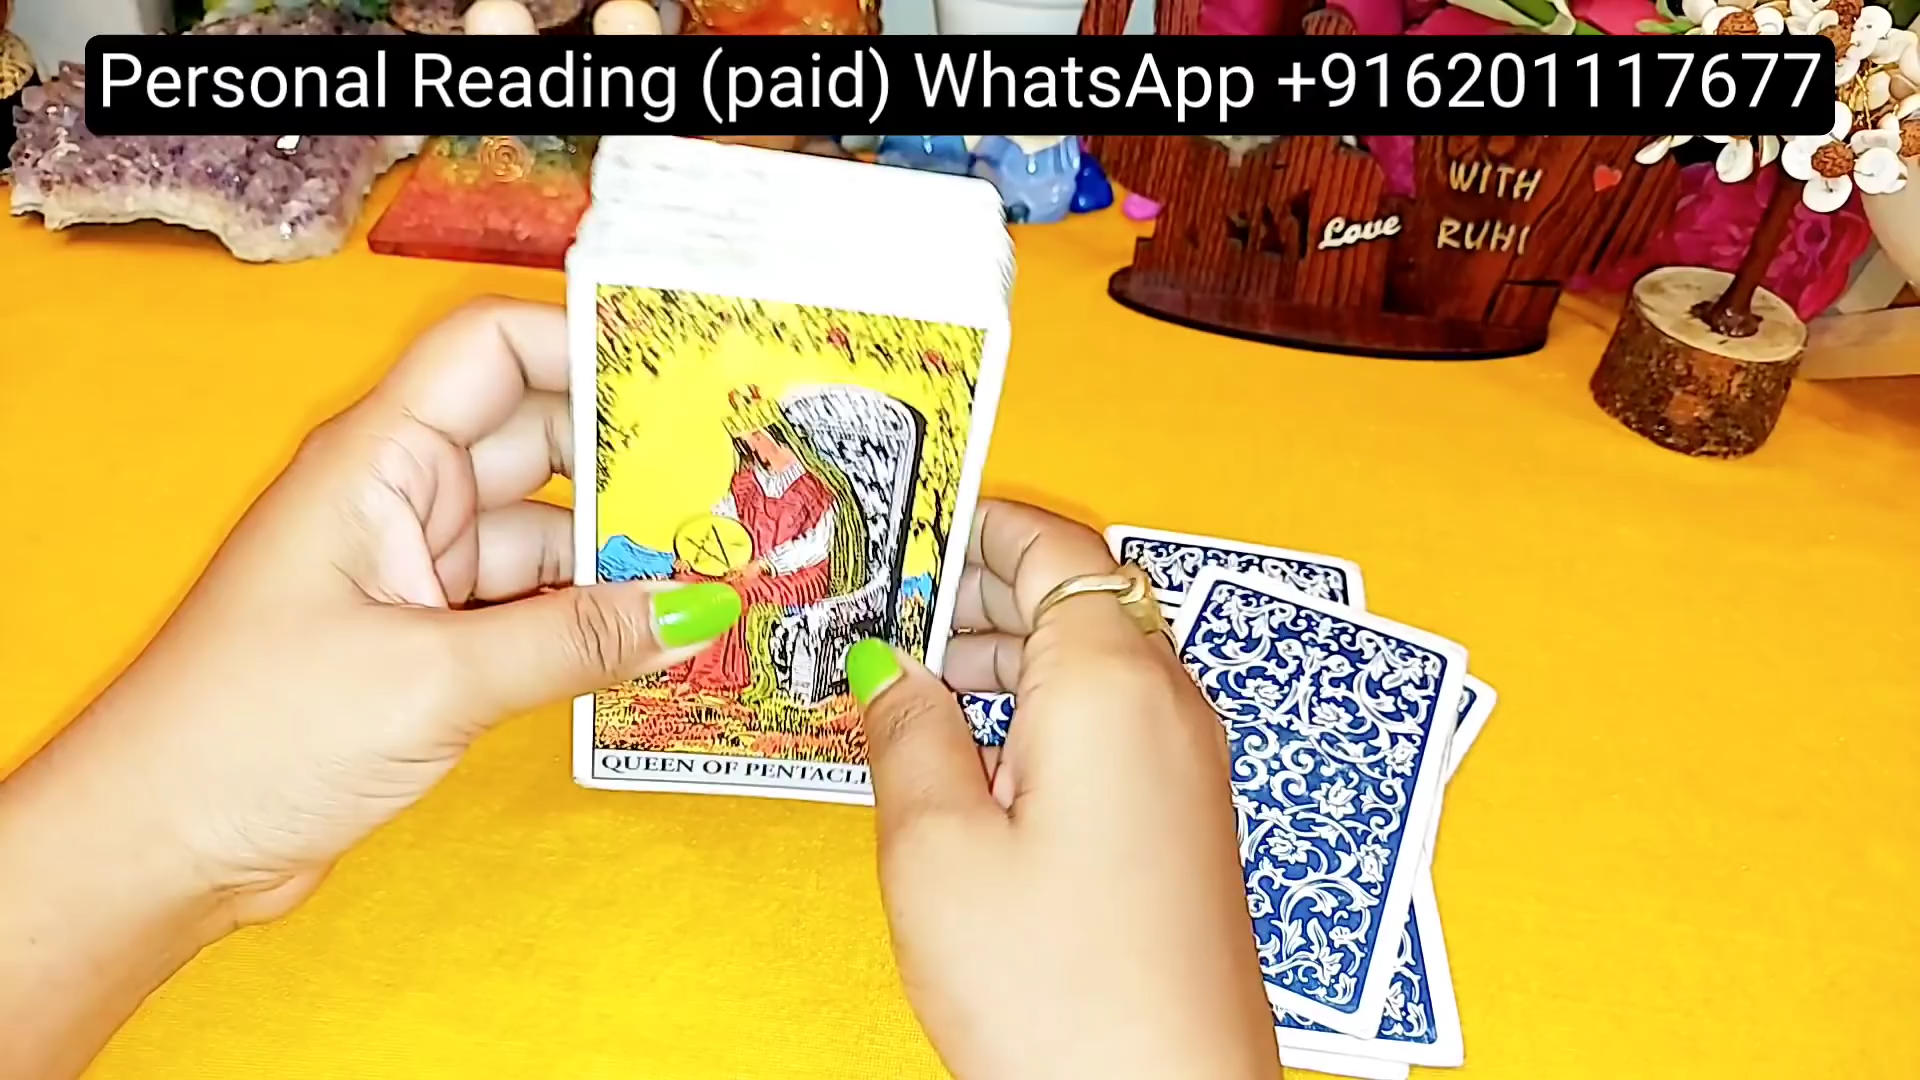 Personal Reading (paid) WhatsApp +916201117677
WITH
Love RUHI
QUEEN OF PENTACL